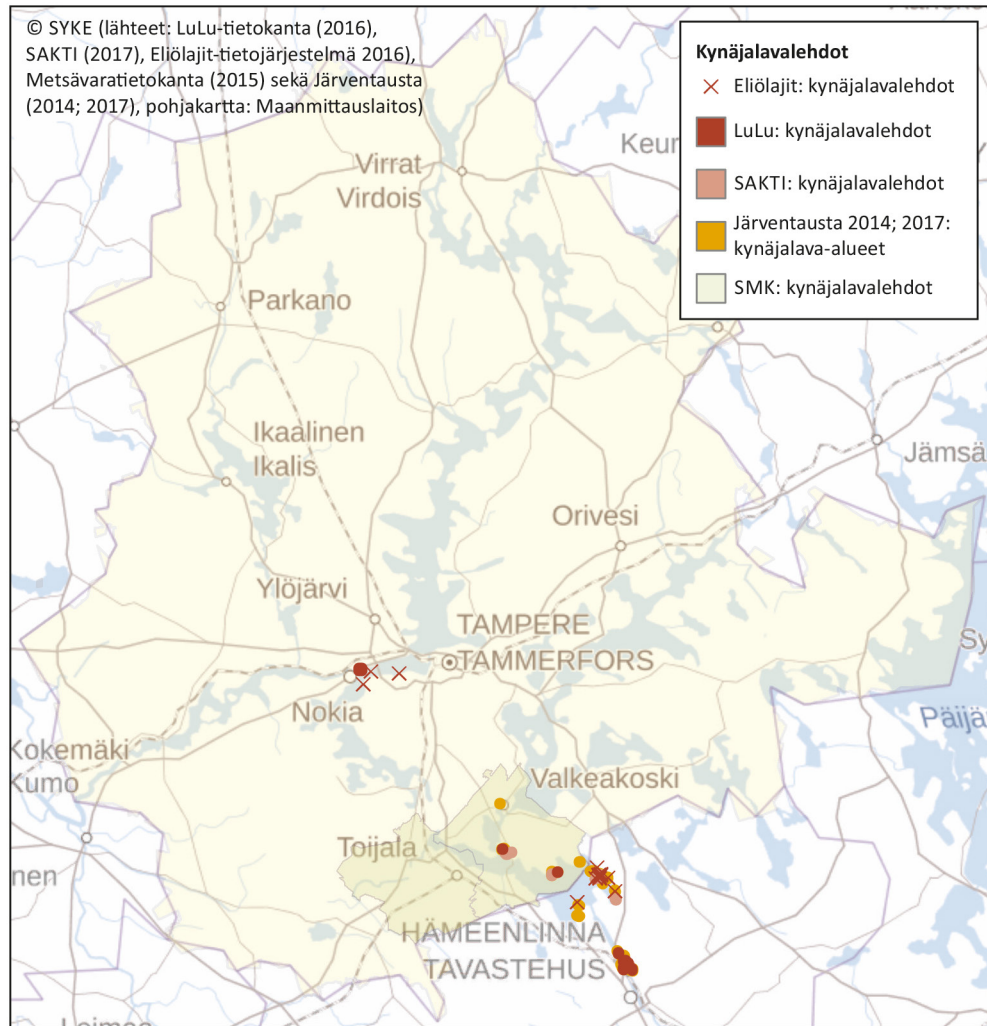 © SYKE (lähteet: LuLu-tietokanta (2016),
SAKTI (2017), Eliölajit-tietojärjestelmä 2016),
Metsävaratietokanta (2015) sekä Järventausta
(2014; 2017), pohjakartta: Maanmittauslaitos)
Kynäjalavalehdot
Eliölajit: kynäjalavalehdot
LuLu: kynäjalavalehdot
SAKTI: kynäjalavalehdot
Järventausta 2014; 2017:
kynäjalava-alueet
SMK: kynäjalavalehdot
Keur
Virrat
Virdois
Parkano
Ikaalinen
Ikalis
Jämsä
Orivesi
Ylöjärvi
TAMPERE
TAMMERFORS
Sy
Nokia
Päijä
Kokemäki
Kumo
Valkeakoski
Toijala
nen
HÄMEENLINNA
TAVASTEHUS